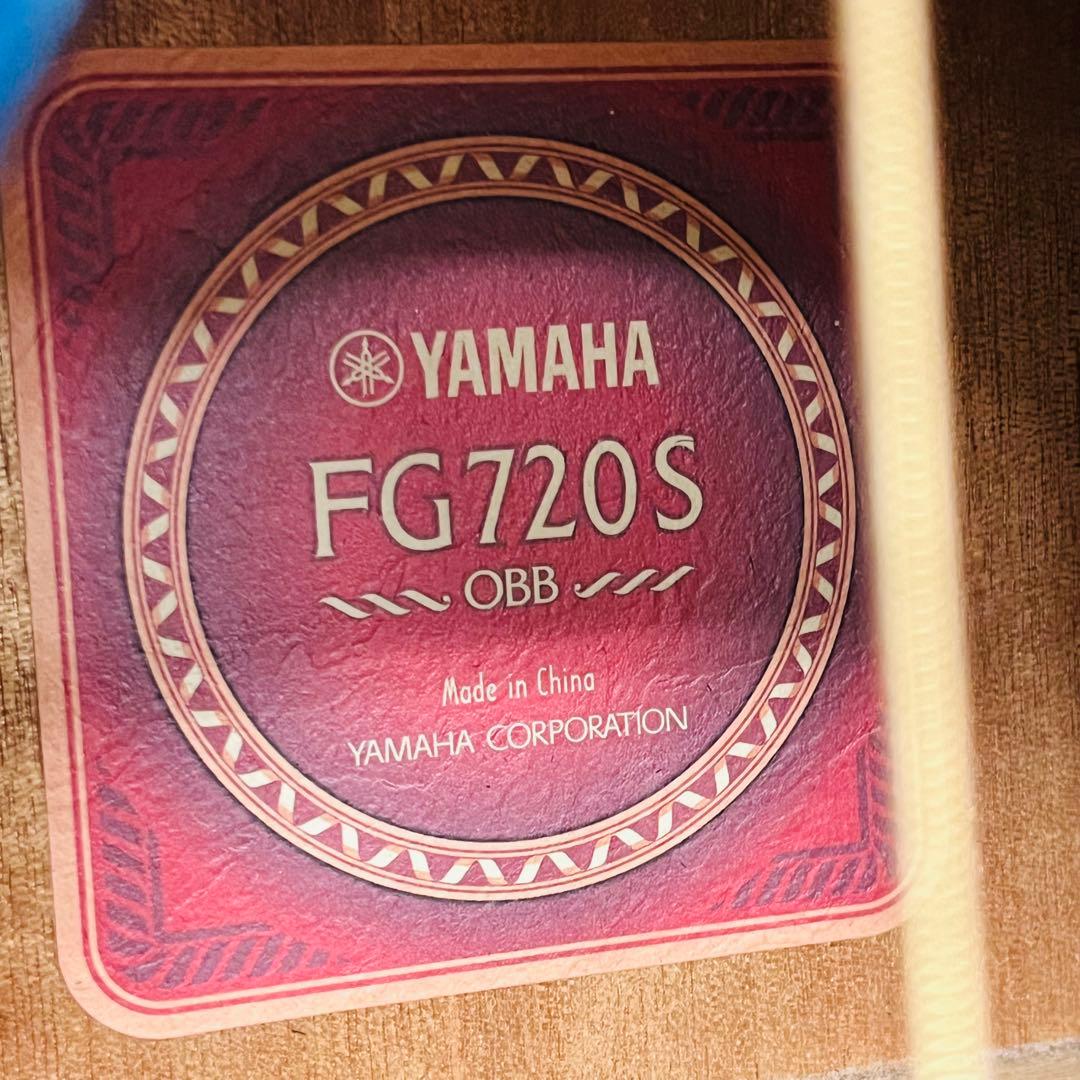 YAMAHA
FG720S
OBB
Made in China
YAMAHA CORPORATION